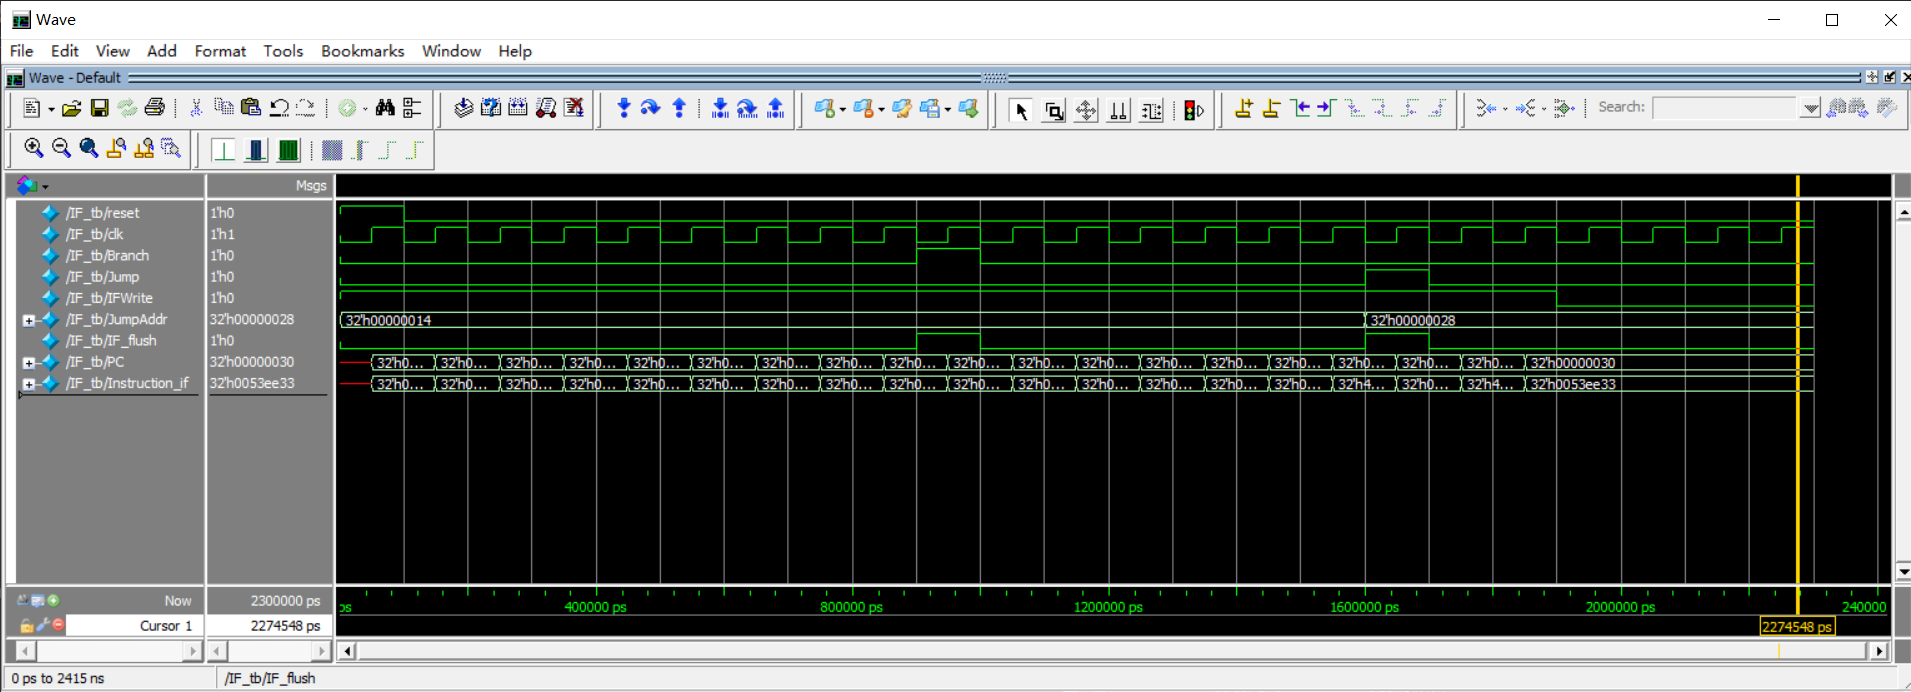 Wave
File Edit View Add Format Tools Bookmarks Window Help
Wave - Default
Search:
Msgs
/IF_tb/reset 1'h0
/IF_tb/clk 1'h1
/IF_tb/Branch 1'h0
/IF_tb/Jump 1'h0
/IF_tb/IFWrite 1'h0
/IF_tb/JumpAddr 32'h00000028 32'h00000014 32'h00000028
/IF_tb/IF_flush 1'h0
/IF_tb/PC 32'h00000030 32'h0... 32'h0... 32'h0... 32'h0... 32'h0... 32'h0... 32'h0... 32'h0... 32'h0... 32'h0... 32'h0... 32'h0... 32'h0... 32'h0... 32'h0... 32'h0... 32'h0... 32'h0... 32'h00000030
/IF_tb/Instruction_if 32'h0053ee33 32'h0... 32'h0... 32'h0... 32'h0... 32'h0... 32'h0... 32'h0... 32'h0... 32'h0... 32'h0... 32'h0... 32'h0... 32'h0... 32'h0... 32'h0... 32'h4... 32'h0... 32'h4... 32'h0053ee33
Now 2300000 ps ps 400000 ps 800000 ps 1200000 ps 1600000 ps 2000000 ps 240000
Cursor 1 2274548 ps 2274548 ps
0 ps to 2415 ns /IF_tb/IF_flush